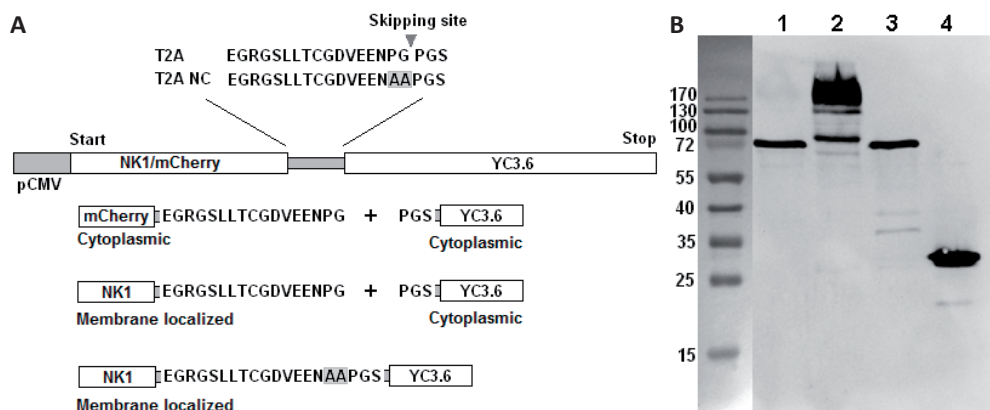 A
Skipping site
T2A EGRGSLLTCGDVEENPG PGS
T2A NC EGRGSLLTCGDVEENAAPGS
Start
Stop
NK1/mCherry
YC3.6
pCMV
mCherry EGRGSLLTCGDVEENPG + PGS YC3.6
Cytoplasmic
Cytoplasmic
NK1 EGRGSLLTCGDVEENPG + PGS YC3.6
Membrane localized
Cytoplasmic
NK1 EGRGSLLTCGDVEENAAPGS YC3.6
Membrane localized
B
1 2 3 4
170
130
100
72
55
40
35
25
15